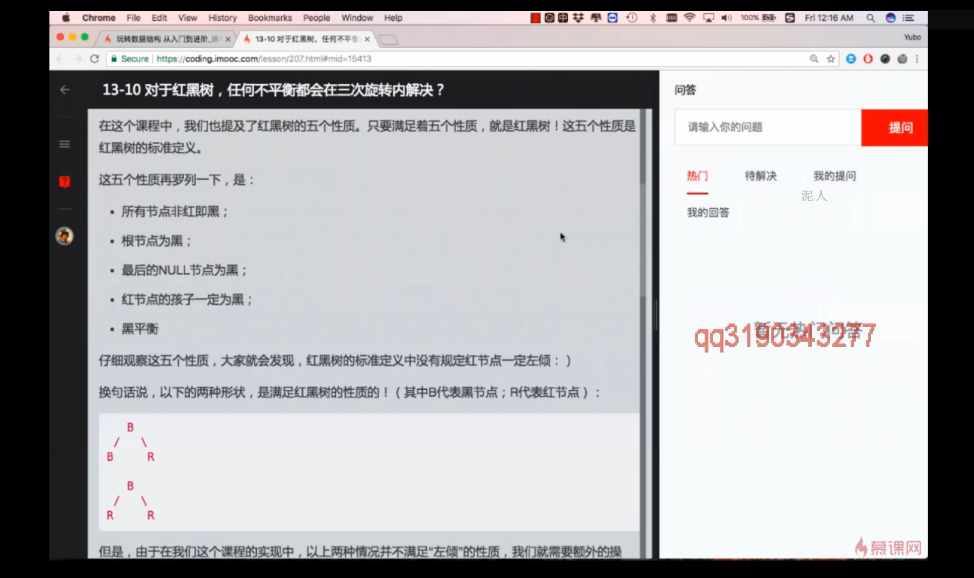 Chrome File Edit View History Bookmarks People Window Help
100% Fri 12:16 AM
玩转数据结构 从入门到进阶_
13-10 对于红黑树，任何不平衡
Yubo
Secure https://coding.imooc.com/lesson/207.html#mid=15413
13-10 对于红黑树，任何不平衡都会在三次旋转内解决？
在这个课程中，我们也提及了红黑树的五个性质。只要满足着五个性质，就是红黑树！这五个性质是
红黑树的标准定义。
这五个性质再罗列一下，是：
• 所有节点非红即黑；
• 根节点为黑；
• 最后的NULL节点为黑；
• 红节点的孩子一定为黑；
• 黑平衡
仔细观察这五个性质，大家就会发现，红黑树的标准定义中没有规定红节点一定左倾：）
换句话说，以下的两种形状，是满足红黑树的性质的！（其中B代表黑节点；R代表红节点）：
B
/ \
B R
B
/ \
R R
但是，由于在我们这个课程的实现中，以上两种情况并不满足“左倾”的性质，我们就需要额外的操
问答
请输入你的问题
提问
热门 待解决 我的提问
泥人
我的回答
暂无热门问答
qq3190343277
慕课网